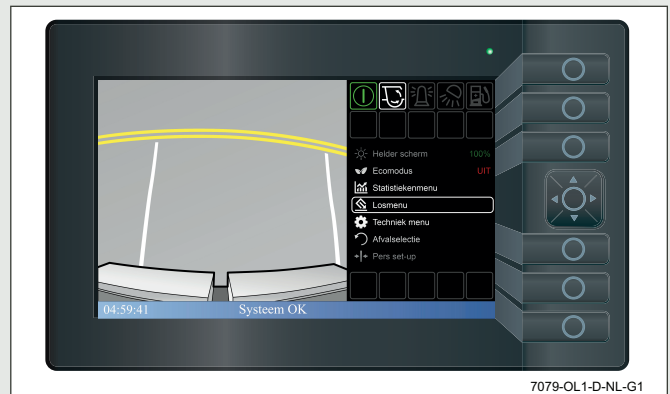 Helder scherm 100%
Ecomodus UIT
Statistiekenmenu
Losmenu
Techniek menu
Afvalselectie
Pers set-up
04:59:41 Systeem OK
7079-OL1-D-NL-G1